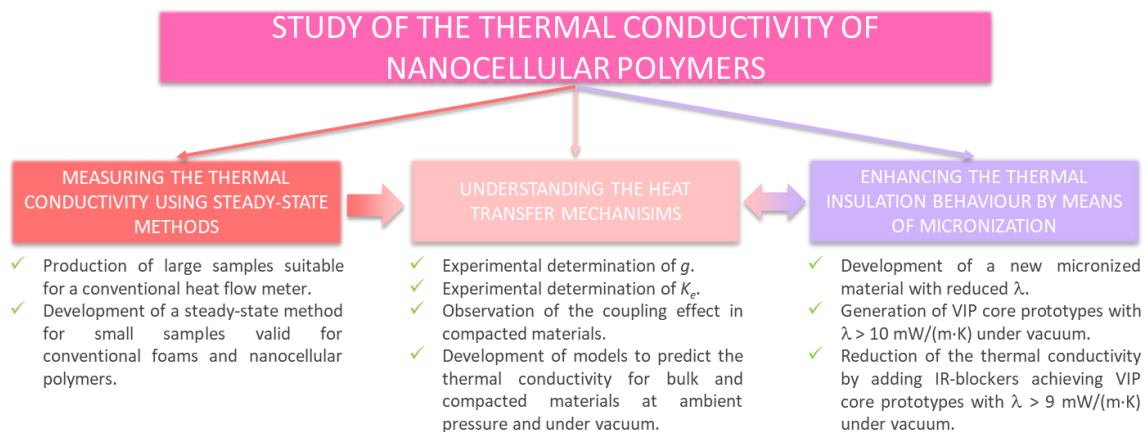 STUDY OF THE THERMAL CONDUCTIVITY OF
NANOCELLULAR POLYMERS
MEASURING THE THERMAL
CONDUCTIVITY USING STEADY-STATE
METHODS
✓ Production of large samples suitable
for a conventional heat flow meter.
✓ Development of a steady-state method
for small samples valid for
conventional foams and nanocellular
polymers.
UNDERSTANDING THE HEAT
TRANSFER MECHANISIMS
✓ Experimental determination of g.
✓ Experimental determination of Ke.
✓ Observation of the coupling effect in
compacted materials.
✓ Development of models to predict the
thermal conductivity for bulk and
compacted materials at ambient
pressure and under vacuum.
ENHANCING THE THERMAL
INSULATION BEHAVIOUR BY MEANS
OF MICRONIZATION
✓ Development of a new micronized
material with reduced λ.
✓ Generation of VIP core prototypes with
λ > 10 mW/(m·K) under vacuum.
✓ Reduction of the thermal conductivity
by adding IR-blockers achieving VIP
core prototypes with λ > 9 mW/(m·K)
under vacuum.